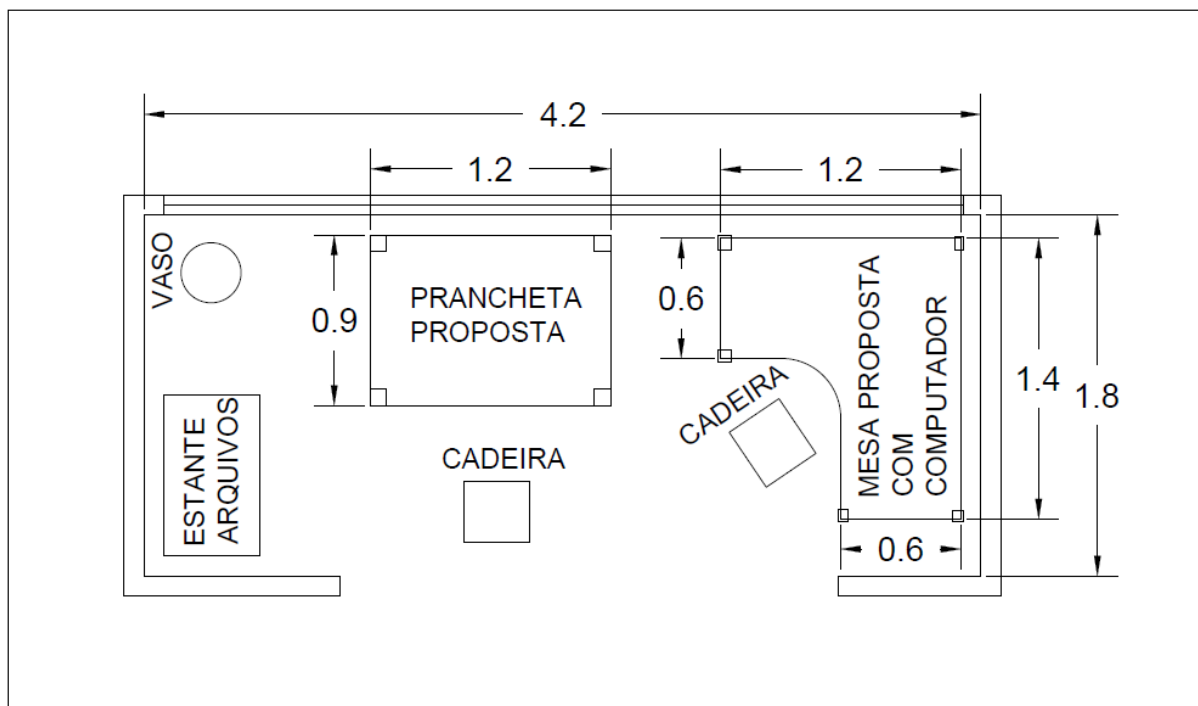 4.2
1.2
1.2
VASO
0.9
PRANCHETA
PROPOSTA
0.6
MESA PROPOSTA
COM
COMPUTADOR
1.4
1.8
CADEIRA
ESTANTE
ARQUIVOS
CADEIRA
0.6